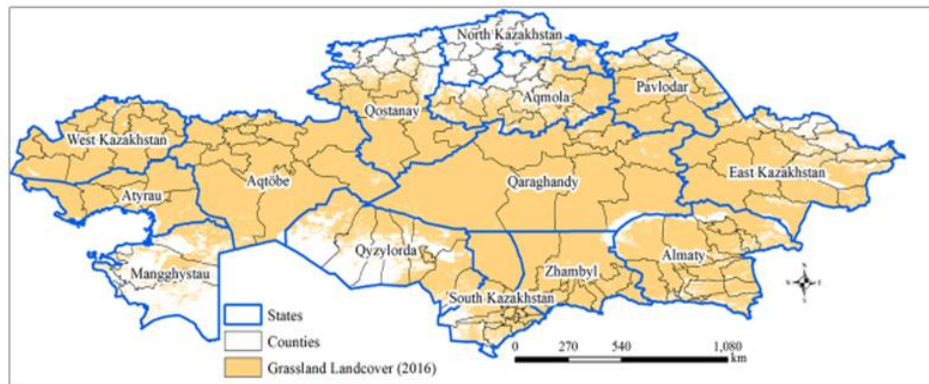 North Kazakhstan
Aqmola
Pavlodar
Qostanay
West Kazakhstan
Aqtöbe
Qaraghandy
East Kazakhstan
Atyrau
Qyzylorda
Almaty
Mangghystau
Zhambyl
South Kazakhstan
N
W E
S
States
Counties
Grassland Landcover (2016)
0 270 540 1,080
km